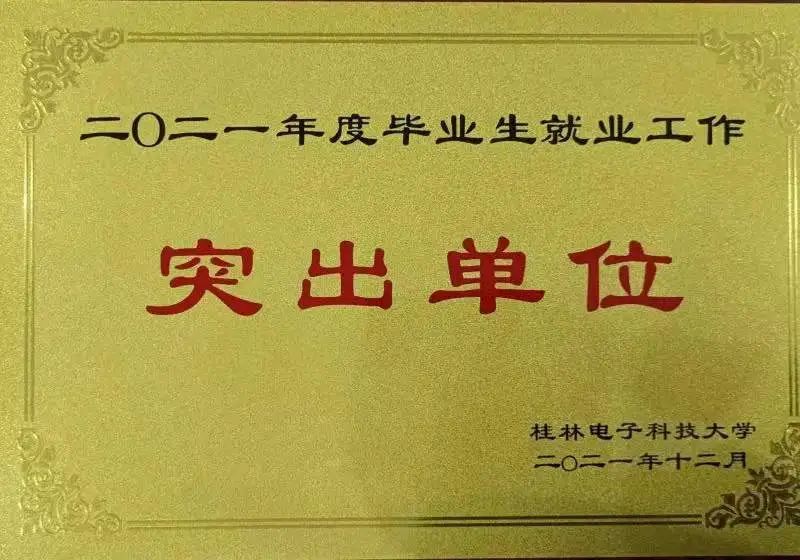 二〇二一年度毕业生就业工作
突出单位
桂林电子科技大学
二〇二一年十二月